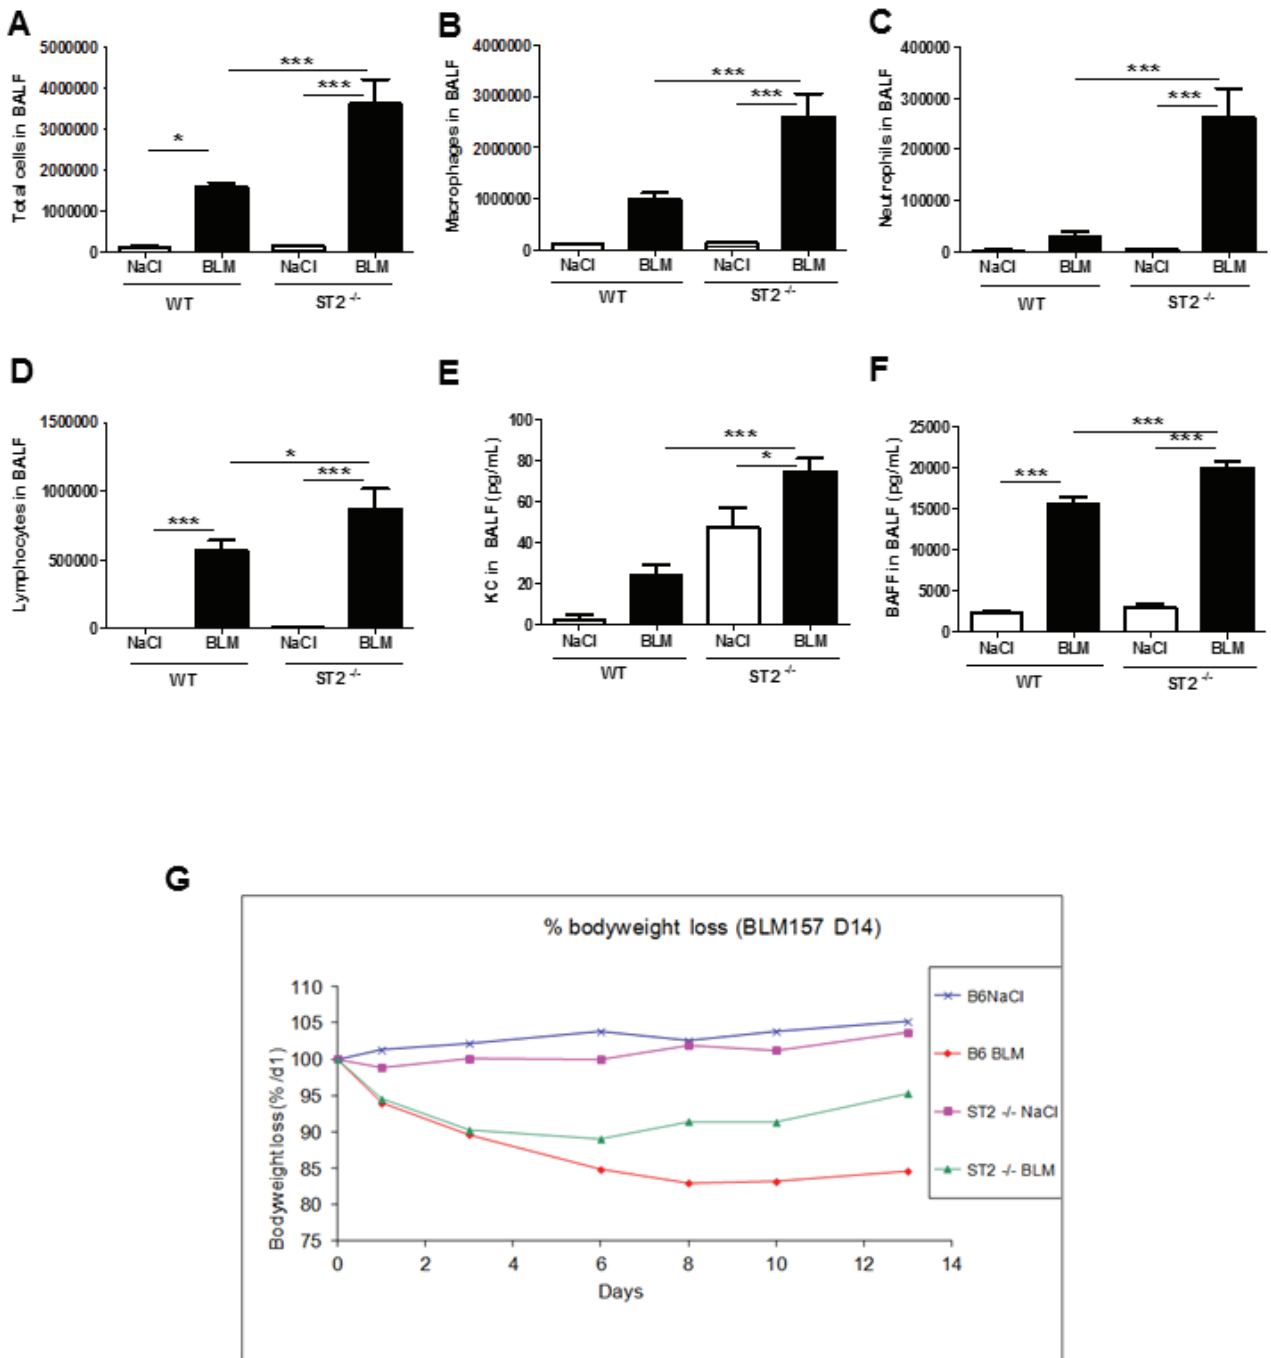 A
Total cells in BALF
5000000
4000000
3000000
2000000
1000000
0
***
***
*
NaCl BLM NaCl BLM
WT ST2 -/-
B
Macrophages in BALF
4000000
3000000
2000000
1000000
0
***
***
NaCl BLM NaCl BLM
WT ST2 -/-
C
Neutrophils in BALF
400000
300000
200000
100000
0
***
***
NaCl BLM NaCl BLM
WT ST2 -/-
D
Lymphocytes in BALF
1500000
1000000
500000
0
*
***
***
NaCl BLM NaCl BLM
WT ST2 -/-
E
KC in BALF (pg/mL)
100
80
60
40
20
0
***
*
NaCl BLM NaCl BLM
WT ST2 -/-
F
BAFF in BALF (pg/mL)
25000
20000
15000
10000
5000
0
***
***
***
NaCl BLM NaCl BLM
WT ST2 -/-
G
% bodyweight loss (BLM157 D14)
Bodyweight loss (% /d1)
110
105
100
95
90
85
80
75
0 2 4 6 8 10 12 14
Days
B6NaCl
B6 BLM
ST2 -/- NaCl
ST2 -/- BLM